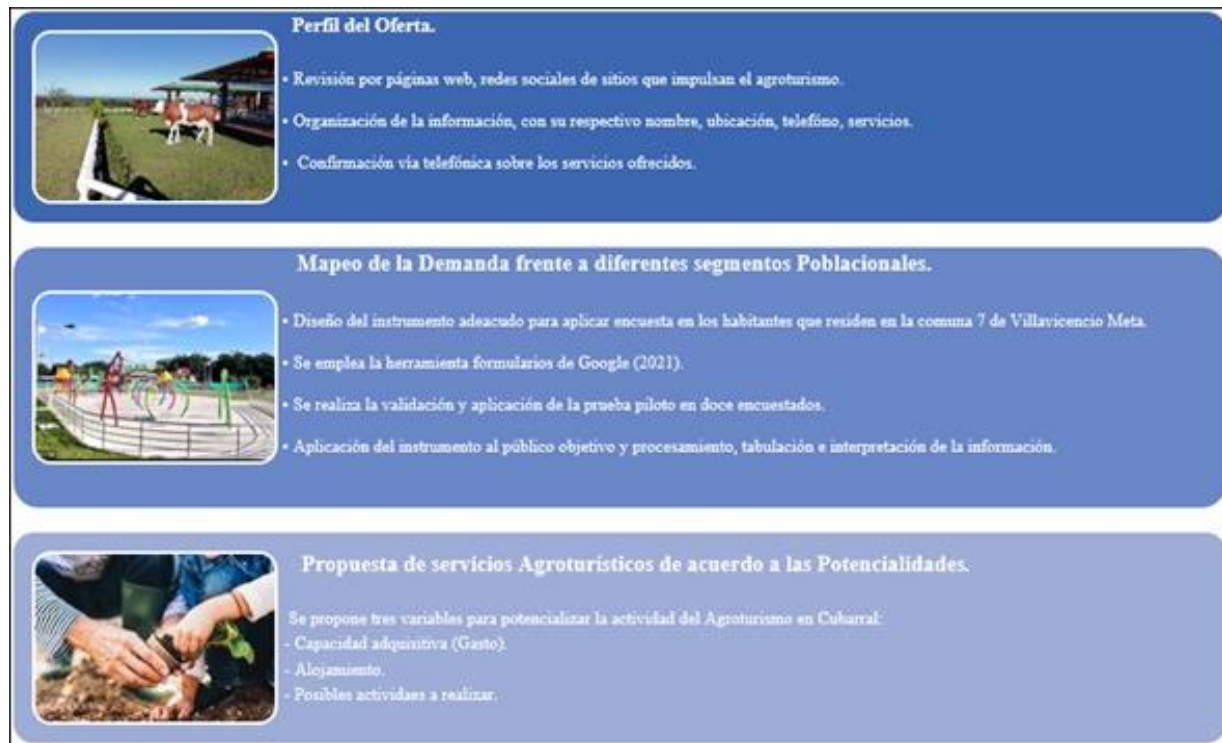 Perfil del Oferta.
• Revisión por páginas web, redes sociales de sitios que impulsan el agroturismo.
• Organización de la información, con su respectivo nombre, ubicación, telefóno, servicios.
• Confirmación vía telefónica sobre los servicios ofrecidos.
Mapeo de la Demanda frente a diferentes segmentos Poblacionales.
• Diseño del instrumento adeacudo para aplicar encuesta en los habitantes que residen en la comuna 7 de Villavicencio Meta.
• Se emplea la herramienta formularios de Google (2021).
• Se realiza la validación y aplicación de la prueba piloto en doce encuestados.
• Aplicación del instrumento al público objetivo y procesamiento, tabulación e interpretación de la información.
Propuesta de servicios Agroturísticos de acuerdo a las Potencialidades.
Se propone tres variables para potencializar la actividad del Agroturismo en Cubarral:
- Capacidad adquisitiva (Gasto).
- Alojamiento.
- Posibles actividaes a realizar.